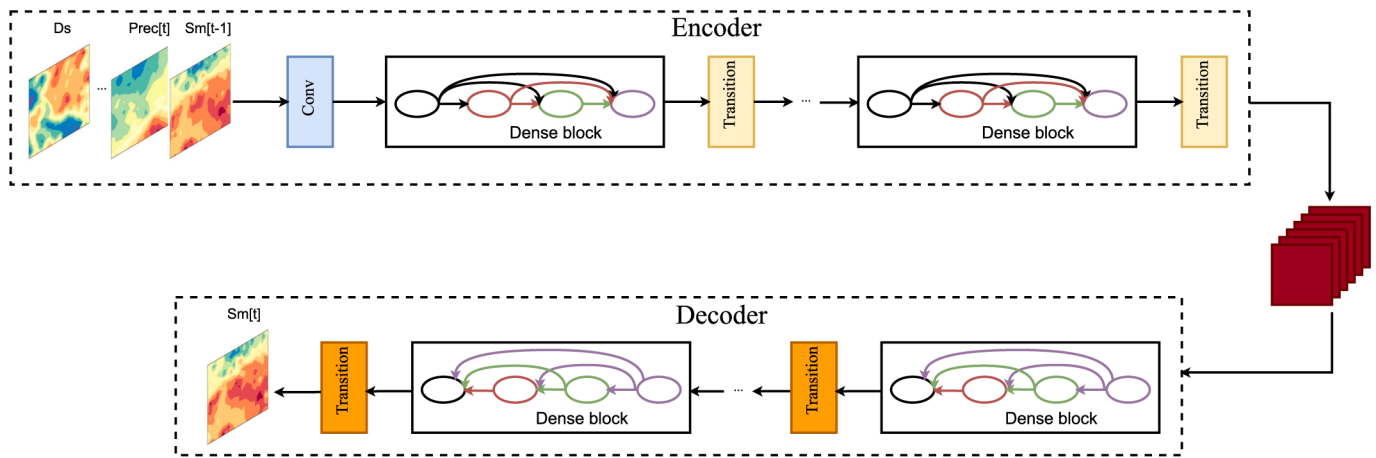 Encoder
Ds
Prec[t]
Sm[t-1]
...
Conv
Dense block
Transition
...
Dense block
Transition
Decoder
Sm[t]
Transition
Dense block
...
Transition
Dense block